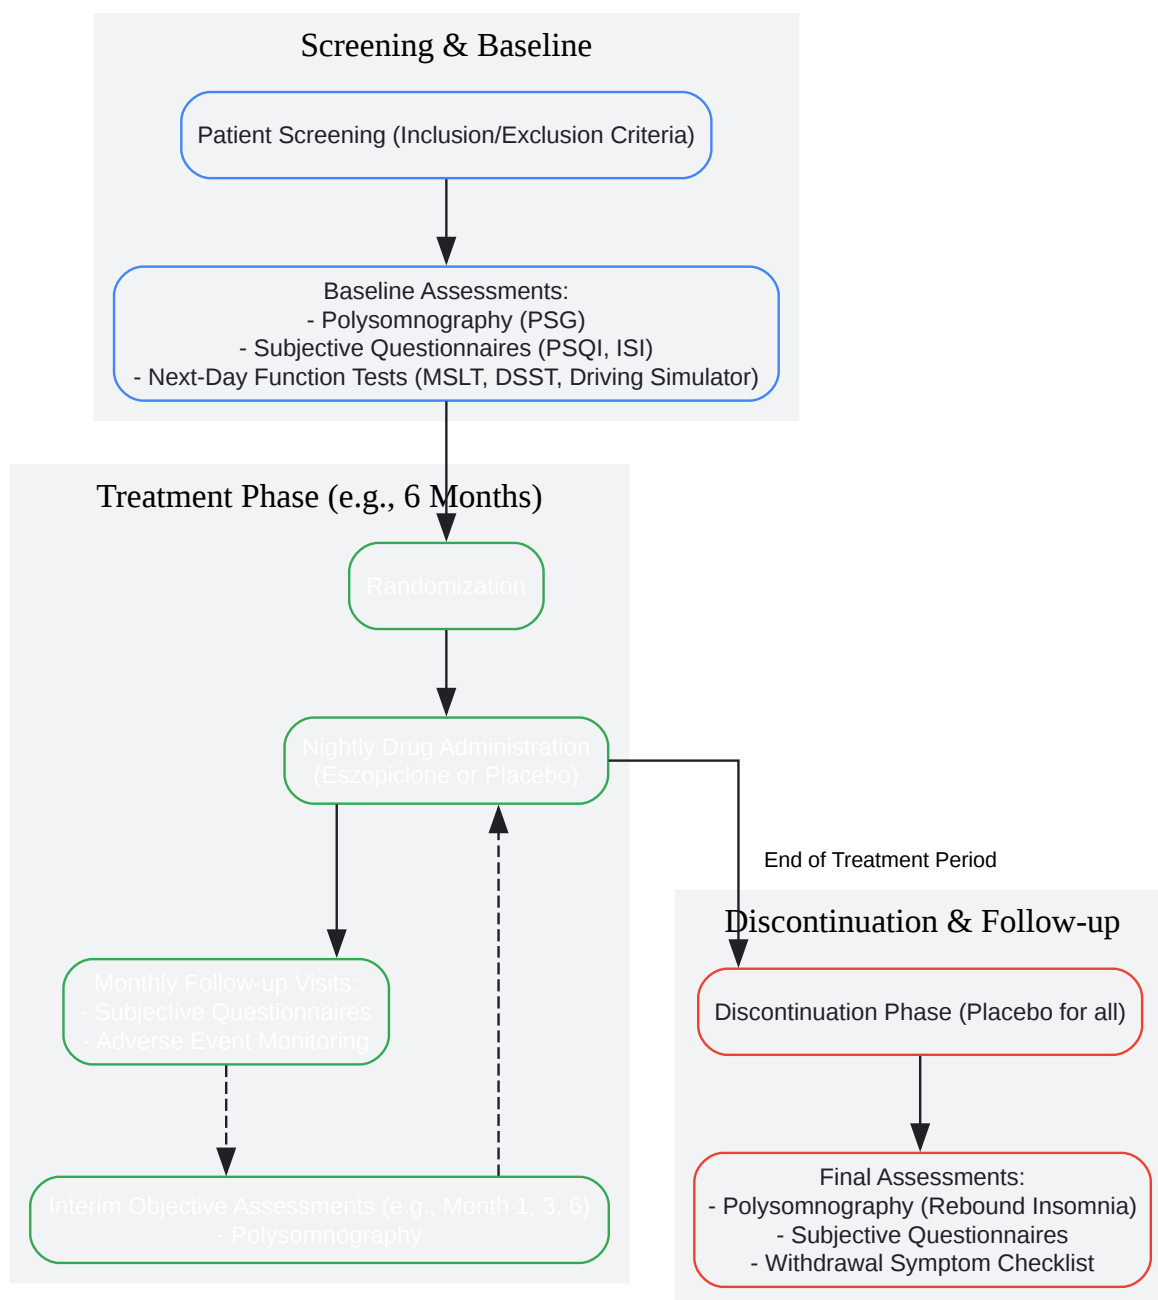 Screening & Baseline
Patient Screening (Inclusion/Exclusion Criteria)
Baseline Assessments:
- Polysomnography (PSG)
- Subjective Questionnaires (PSQI, ISI)
- Next-Day Function Tests (MSLT, DSST, Driving Simulator)
Treatment Phase (e.g., 6 Months)
Randomization
Nightly Drug Administration
(Eszopiclone or Placebo)
End of Treatment Period
Monthly Follow-up Visits:
- Subjective Questionnaires
- Adverse Event Monitoring
Interim Objective Assessments (e.g., Month 1, 3, 6)
- Polysomnography
Discontinuation & Follow-up
Discontinuation Phase (Placebo for all)
Final Assessments:
- Polysomnography (Rebound Insomnia)
- Subjective Questionnaires
- Withdrawal Symptom Checklist